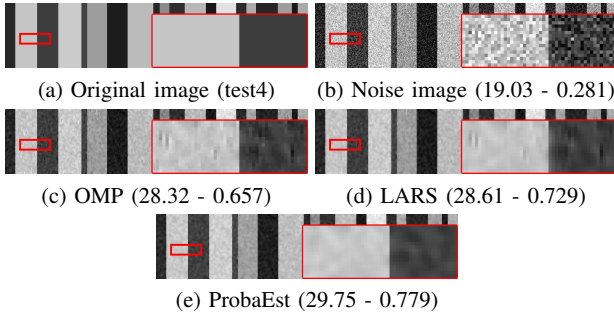 (a) Original image (test4)
(b) Noise image (19.03 - 0.281)
(c) OMP (28.32 - 0.657)
(d) LARS (28.61 - 0.729)
(e) ProbaEst (29.75 - 0.779)